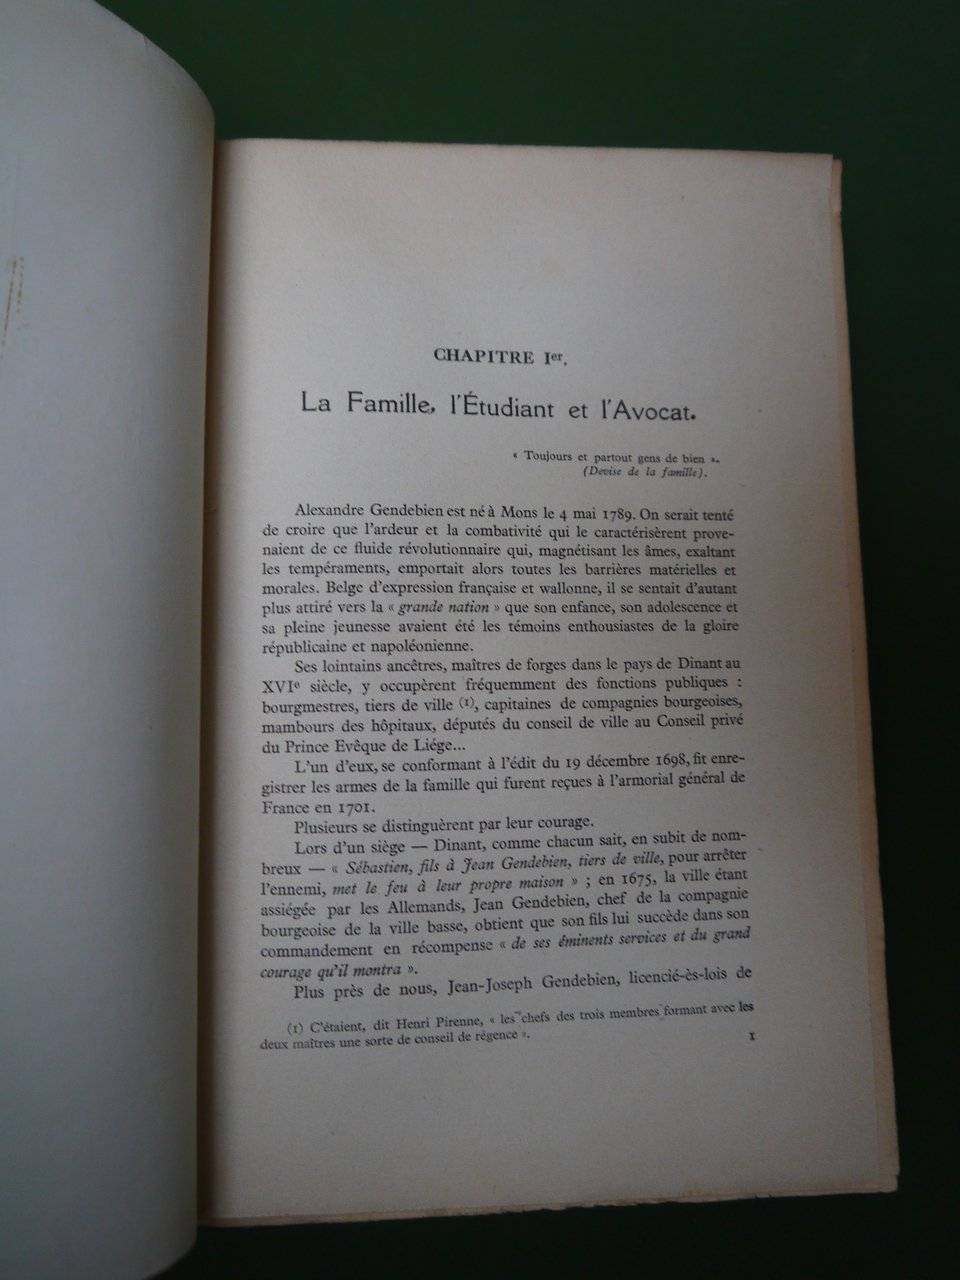 CHAPITRE Ier.
La Famille, l'Étudiant et l'Avocat.
« Toujours et partout gens de bien ».
(Devise de la famille).
Alexandre Gendebien est né à Mons le 4 mai 1789. On serait tenté
de croire que l'ardeur et la combativité qui le caractérisèrent prove-
naient de ce fluide révolutionnaire qui, magnétisant les âmes, exaltant
les tempéraments, emportait alors toutes les barrières matérielles et
morales. Belge d'expression française et wallonne, il se sentait d'autant
plus attiré vers la « grande nation » que son enfance, son adolescence et
sa pleine jeunesse avaient été les témoins enthousiastes de la gloire
républicaine et napoléonienne.
Ses lointains ancêtres, maîtres de forges dans le pays de Dinant au
XVIe siècle, y occupèrent fréquemment des fonctions publiques :
bourgmestres, tiers de ville (1), capitaines de compagnies bourgeoises,
mambours des hôpitaux, députés du conseil de ville au Conseil privé
du Prince Evêque de Liége...
L'un d'eux, se conformant à l'édit du 19 décembre 1698, fit enre-
gistrer les armes de la famille qui furent reçues à l'armorial général de
France en 1701.
Plusieurs se distinguèrent par leur courage.
Lors d'un siège — Dinant, comme chacun sait, en subit de nom-
breux — « Sébastien, fils à Jean Gendebien, tiers de ville, pour arrêter
l'ennemi, met le feu à leur propre maison » ; en 1675, la ville étant
assiégée par les Allemands, Jean Gendebien, chef de la compagnie
bourgeoise de la ville basse, obtient que son fils lui succède dans son
commandement en récompense « de ses éminents services et du grand
courage qu'il montra ».
Plus près de nous, Jean-Joseph Gendebien, licencié-ès-lois de
(1) C'étaient, dit Henri Pirenne, « les chefs des trois membres formant avec les
deux maîtres une sorte de conseil de régence ».
1